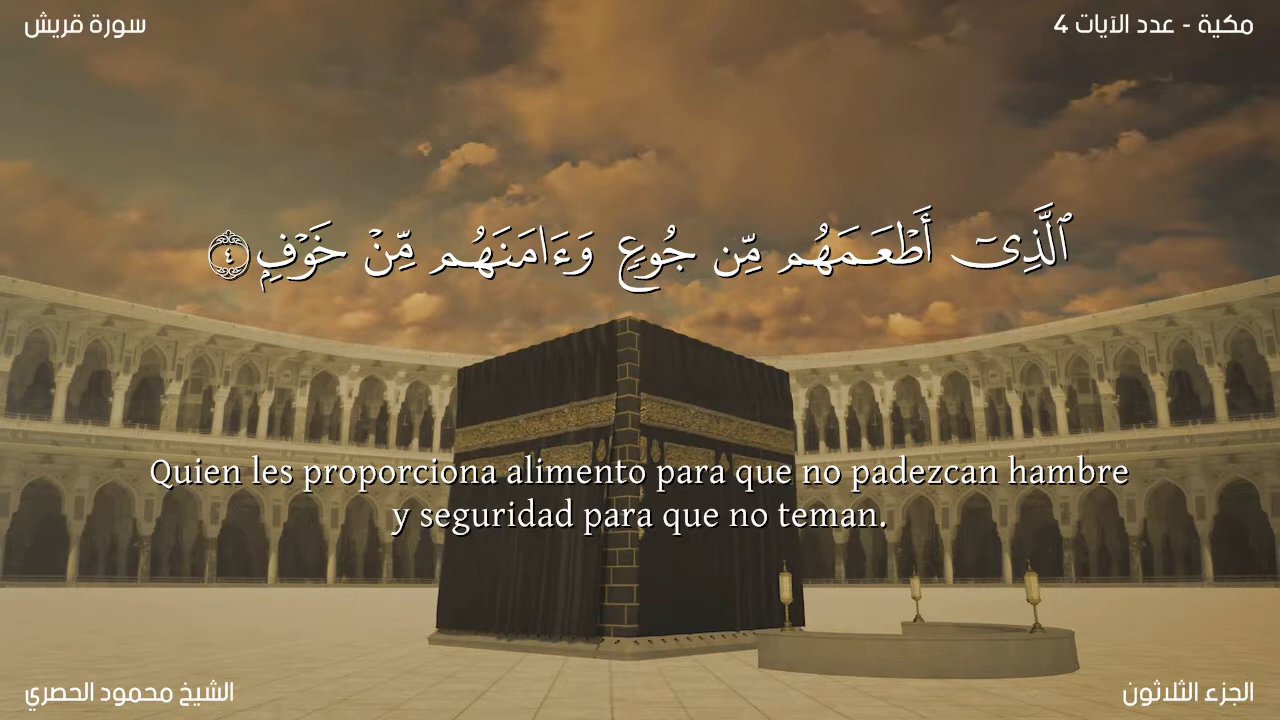 مكية - عدد الآيات 4
سورة قريش
ٱلَّذِىٓ أَطْعَمَهُم مِّن جُوعٍ وَءَامَنَهُم مِّنْ خَوْفٍۭ ٤
Quien les proporciona alimento para que no padezcan hambre
y seguridad para que no teman.
الجزء الثلاثون
الشيخ محمود الحصري